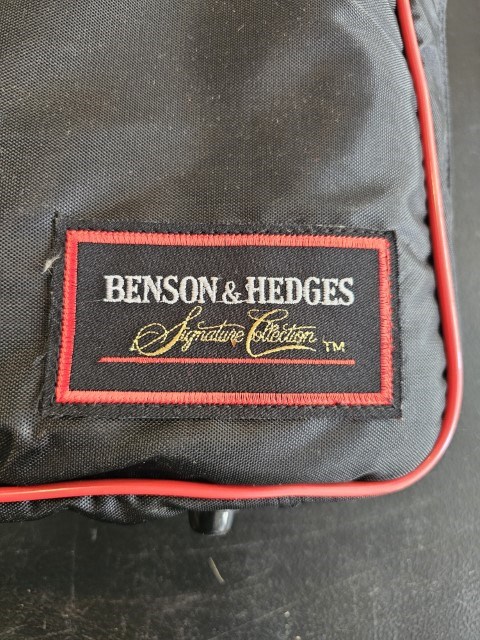 BENSON & HEDGES
Signature Collection ™